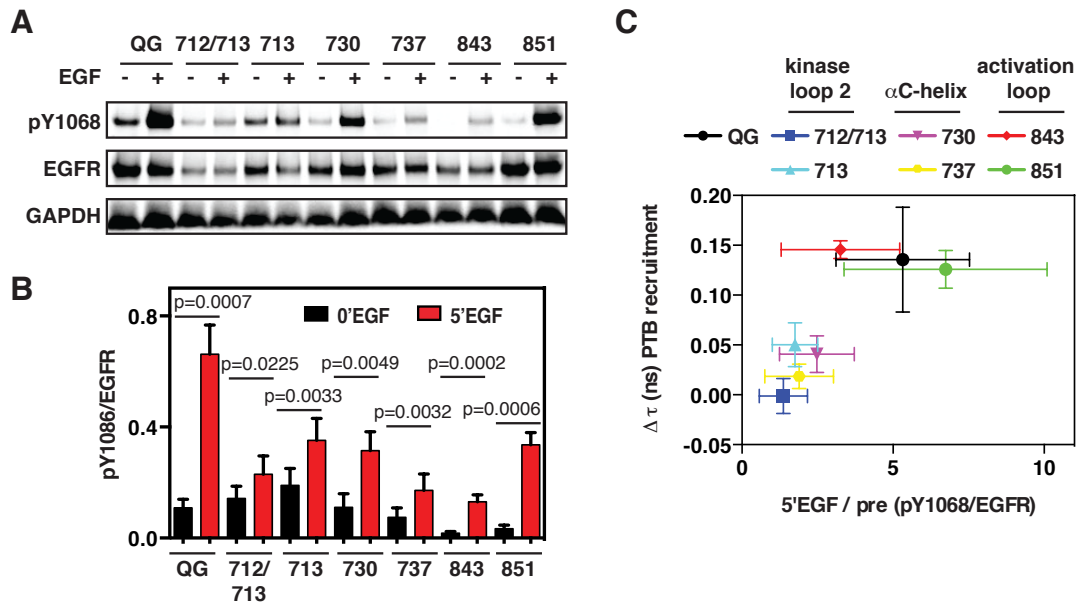 A
QG 712/713 713 730 737 843 851
EGF - + - + - + - + - + - + - +
pY1068
EGFR
GAPDH
B
pY1086/EGFR
0.8
0.4
0.0
0'EGF 5'EGF
p=0.0007
p=0.0225
p=0.0033
p=0.0049
p=0.0032
p=0.0002
p=0.0006
QG 712/ 713 730 737 843 851
713
C
kinase activation
loop 2 αC-helix loop
QG 712/713 730 843
713 737 851
Δ τ (ns) PTB recruitment
0.20
0.15
0.10
0.05
0.00
-0.05
0 5 10
5'EGF / pre (pY1068/EGFR)